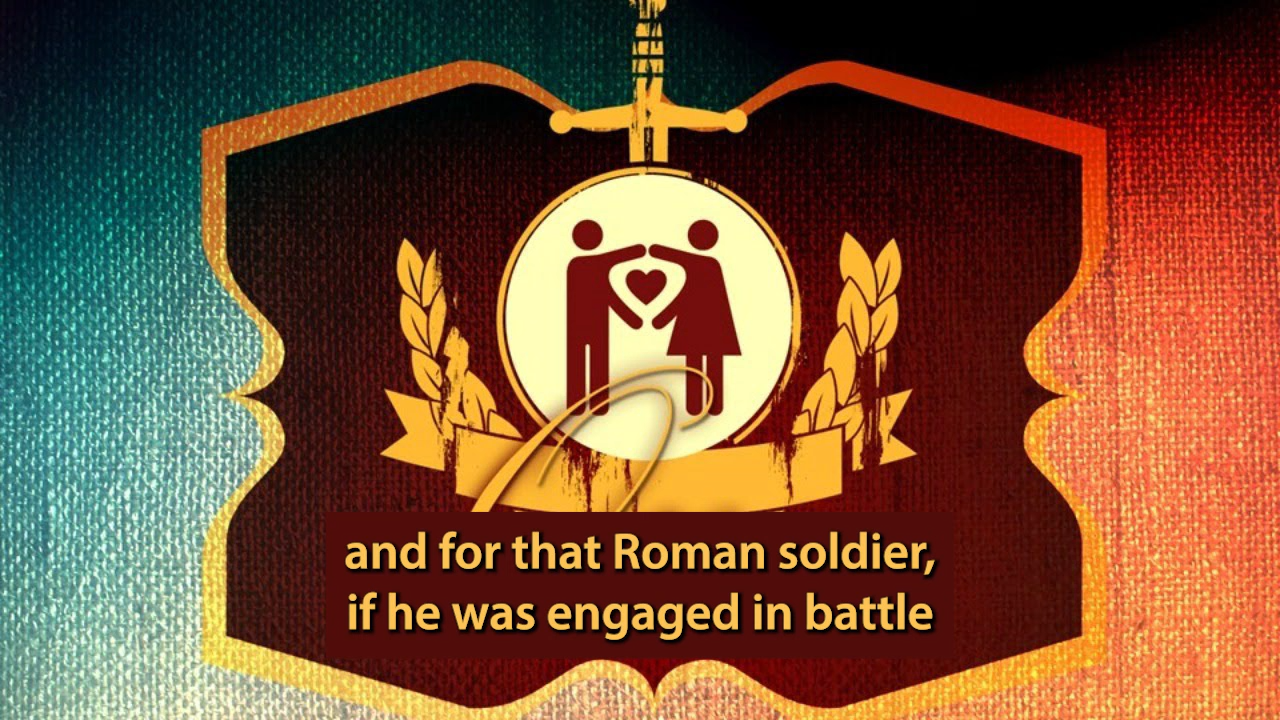 and for that Roman soldier,
if he was engaged in battle